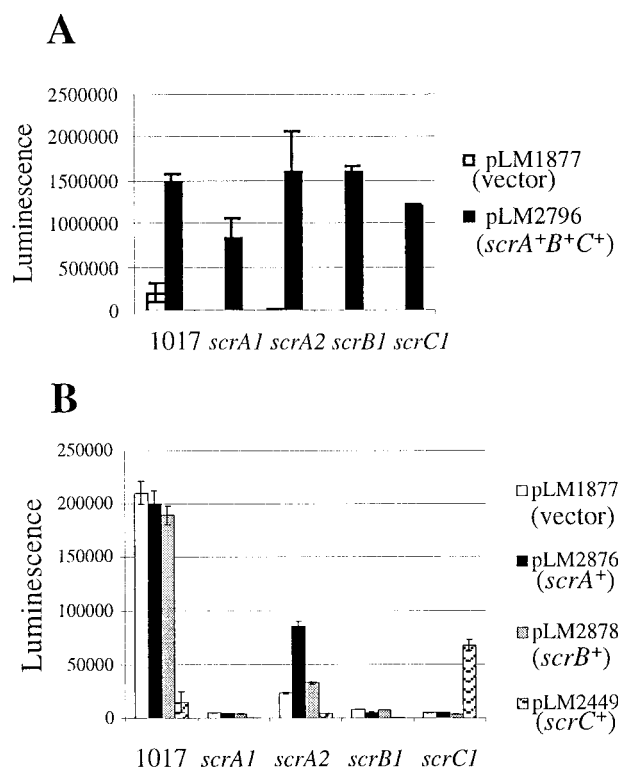 A
Luminescence
2500000
2000000
1500000
1000000
500000
0
1017 scrA1 scrA2 scrB1 scrC1
pLM1877
(vector)
pLM2796
(scrA+B+C+)
B
Luminescence
250000
200000
150000
100000
50000
0
1017 scrA1 scrA2 scrB1 scrC1
pLM1877
(vector)
pLM2876
(scrA+)
pLM2878
(scrB+)
pLM2449
(scrC+)